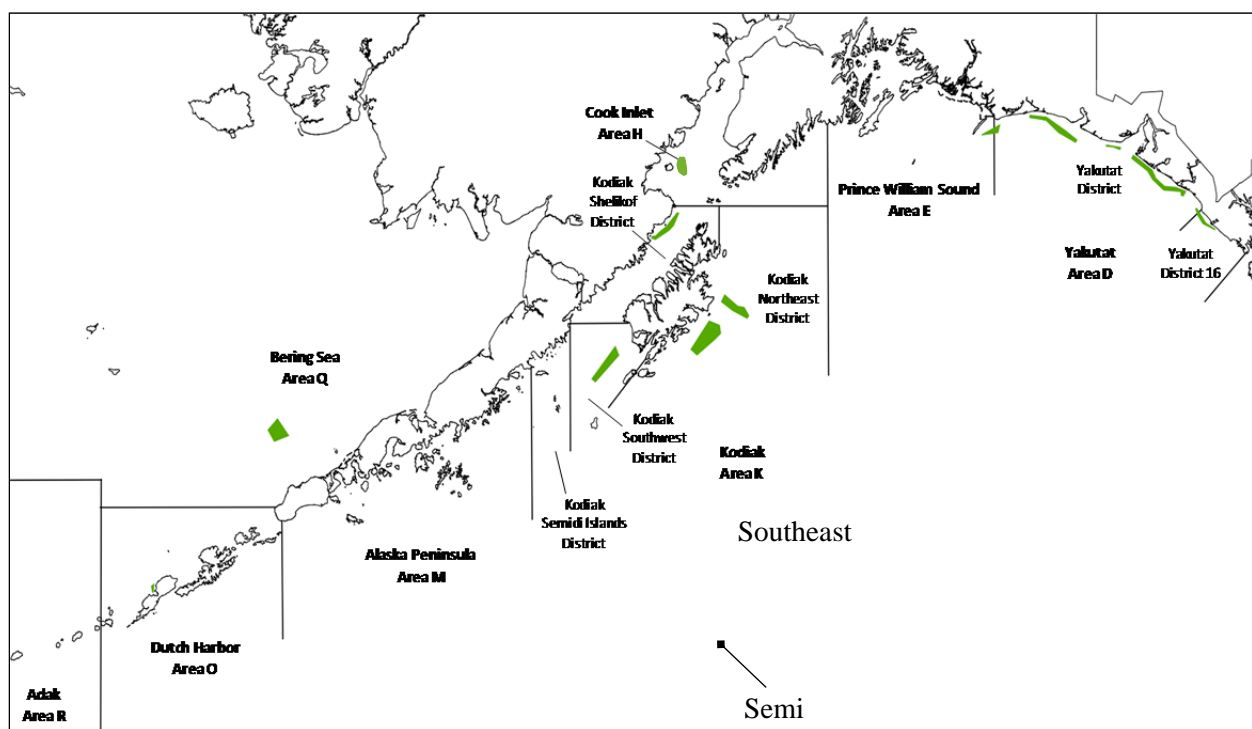 Cook Inlet
Area H
Kodiak
Shelikof
District
Prince William Sound
Area E
Yakutat
District
Yakutat
Area D
Yakutat
District 16
Kodiak
Northeast
District
Bering Sea
Area Q
Kodiak
Southwest
District
Kodiak
Area K
Kodiak
Semidi Islands
District
Southeast
Alaska Peninsula
Area M
Dutch Harbor
Area O
Adak
Area R
Semi